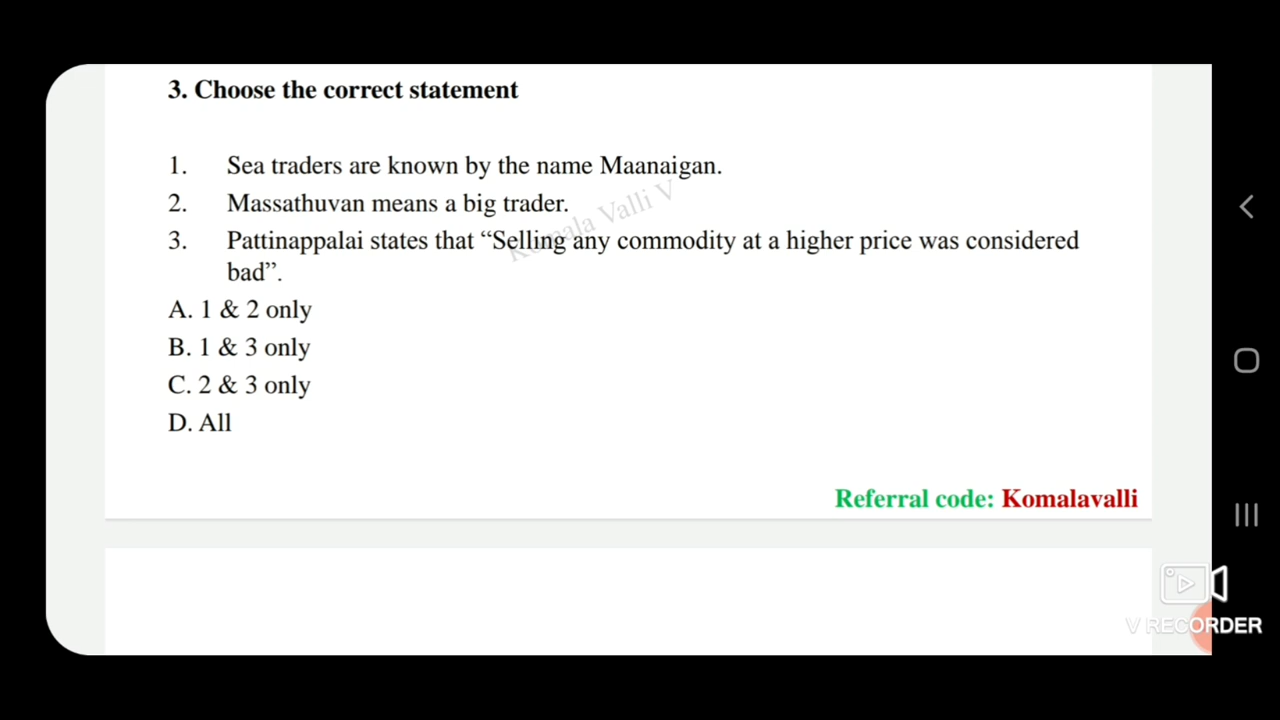 3. Choose the correct statement
1. Sea traders are known by the name Maanaigan.
2. Massathuvan means a big trader.
Komala Valli V
3. Pattinappalai states that “Selling any commodity at a higher price was considered
bad”.
A. 1 & 2 only
B. 1 & 3 only
C. 2 & 3 only
D. All
Referral code: Komalavalli
V RECORDER